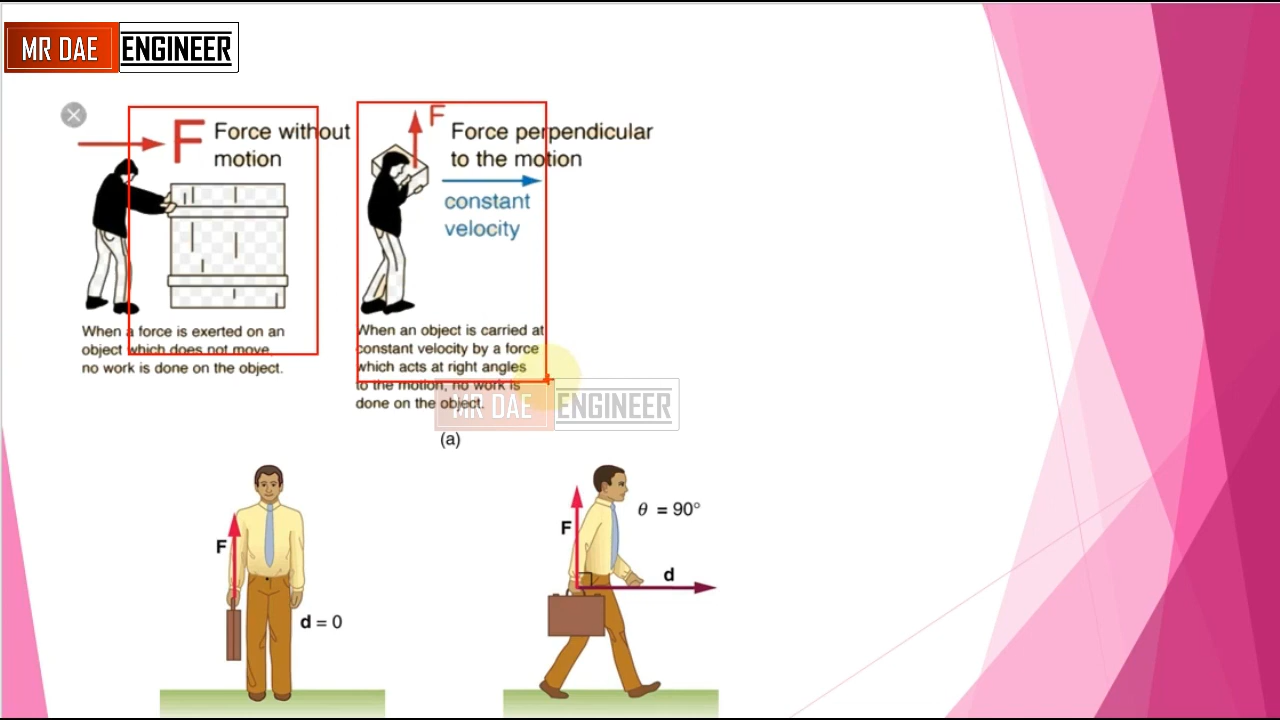 MR DAE ENGINEER
F Force without
motion
When a force is exerted on an
object which does not move,
no work is done on the object.
F Force perpendicular
to the motion
constant
velocity
When an object is carried at
constant velocity by a force
which acts at right angles
to the motion, no work is
done on the object.
MR DAE ENGINEER
(a)
F
d = 0
F
θ = 90°
d